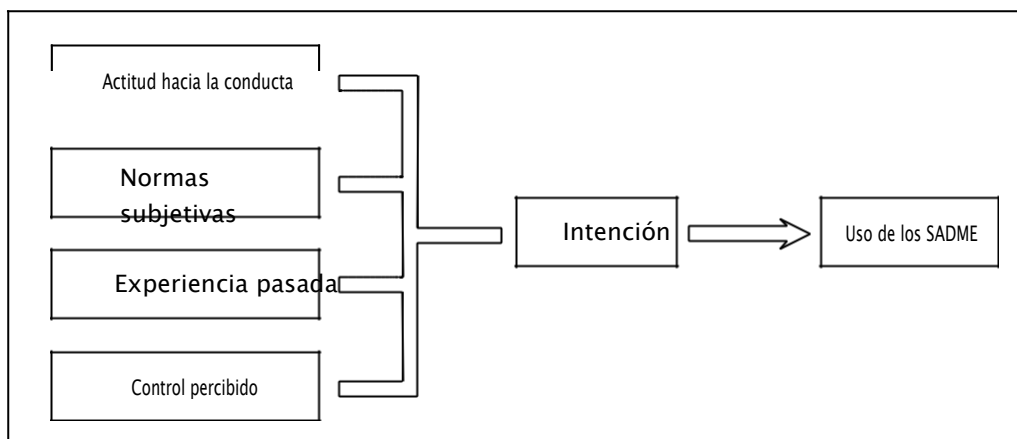 Actitud hacia la conducta
Normas
subjetivas
Experiencia pasada
Control percibido
Intención
Uso de los SADME